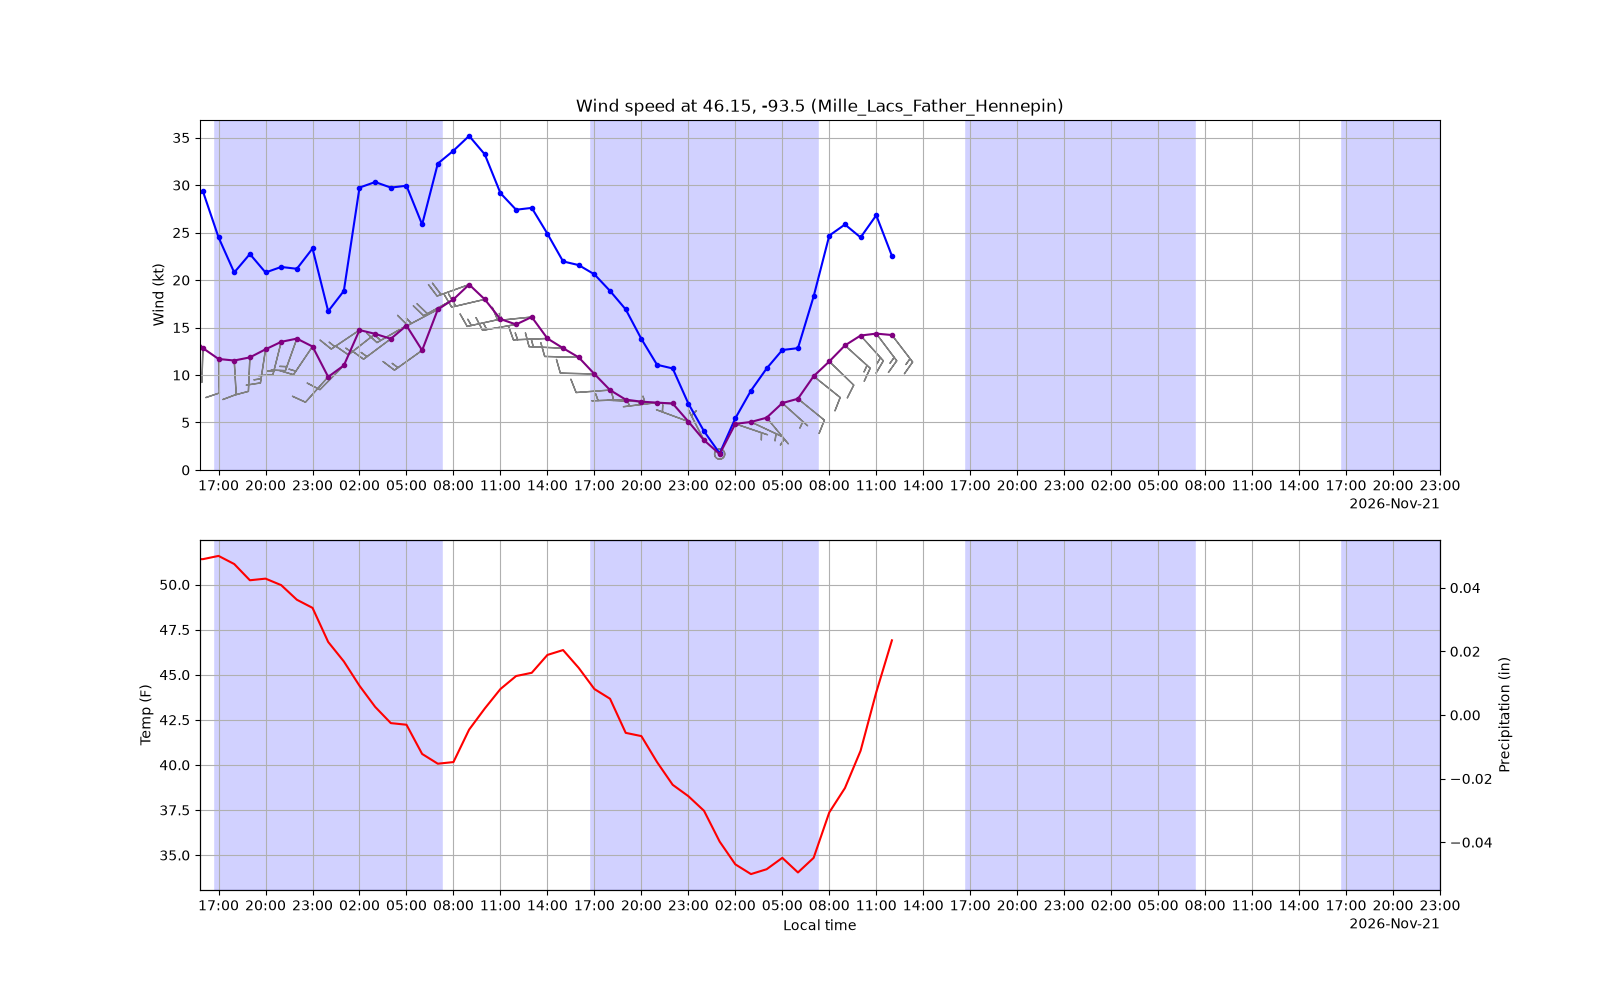 Wind speed at 46.15, -93.5 (Mille_Lacs_Father_Hennepin)
Wind (kt)
35
30
25
20
15
10
5
0
17:00 20:00 23:00 02:00 05:00 08:00 11:00 14:00 17:00 20:00 23:00 02:00 05:00 08:00 11:00 14:00 17:00 20:00 23:00 02:00 05:00 08:00 11:00 14:00 17:00 20:00 23:00
2026-Nov-21
Temp (F)
50.0
47.5
45.0
42.5
40.0
37.5
35.0
0.04
0.02
0.00
−0.02
−0.04
Precipitation (in)
17:00 20:00 23:00 02:00 05:00 08:00 11:00 14:00 17:00 20:00 23:00 02:00 05:00 08:00 11:00 14:00 17:00 20:00 23:00 02:00 05:00 08:00 11:00 14:00 17:00 20:00 23:00
Local time
2026-Nov-21